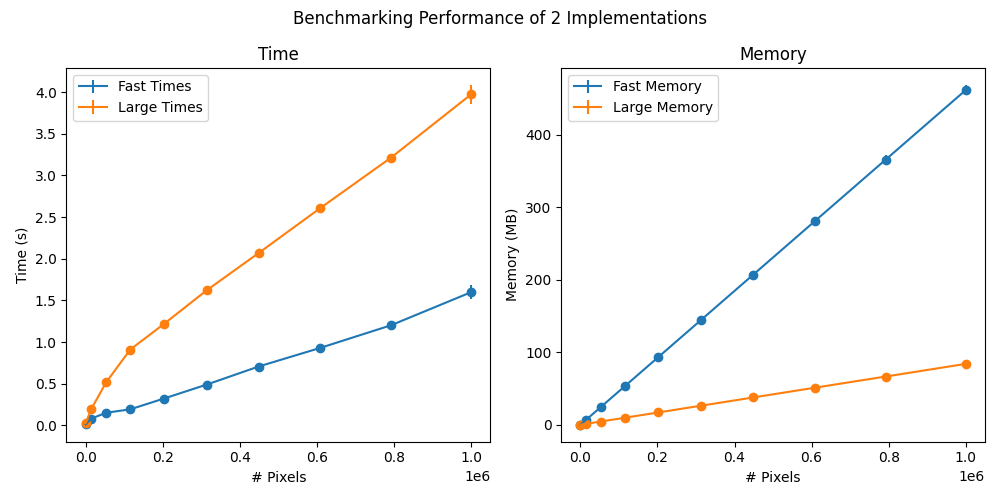 Benchmarking Performance of 2 Implementations
Time
Fast Times
Large Times
4.0
3.5
3.0
2.5
2.0
1.5
1.0
0.5
0.0
Time (s)
0.0 0.2 0.4 0.6 0.8 1.0
1e6
# Pixels
Memory
Fast Memory
Large Memory
400
300
200
100
0
Memory (MB)
0.0 0.2 0.4 0.6 0.8 1.0
1e6
# Pixels